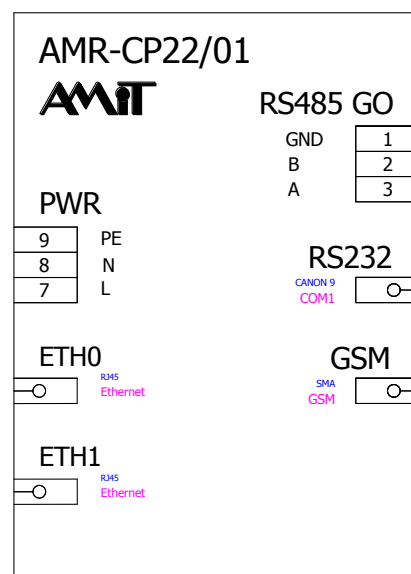 AMR-CP22/01
AMiT
RS485 GO
GND 1
B 2
A 3
PWR
9 PE
8 N
7 L
RS232
CANON 9
COM1
ETH0
RJ45
Ethernet
GSM
SMA
GSM
ETH1
RJ45
Ethernet